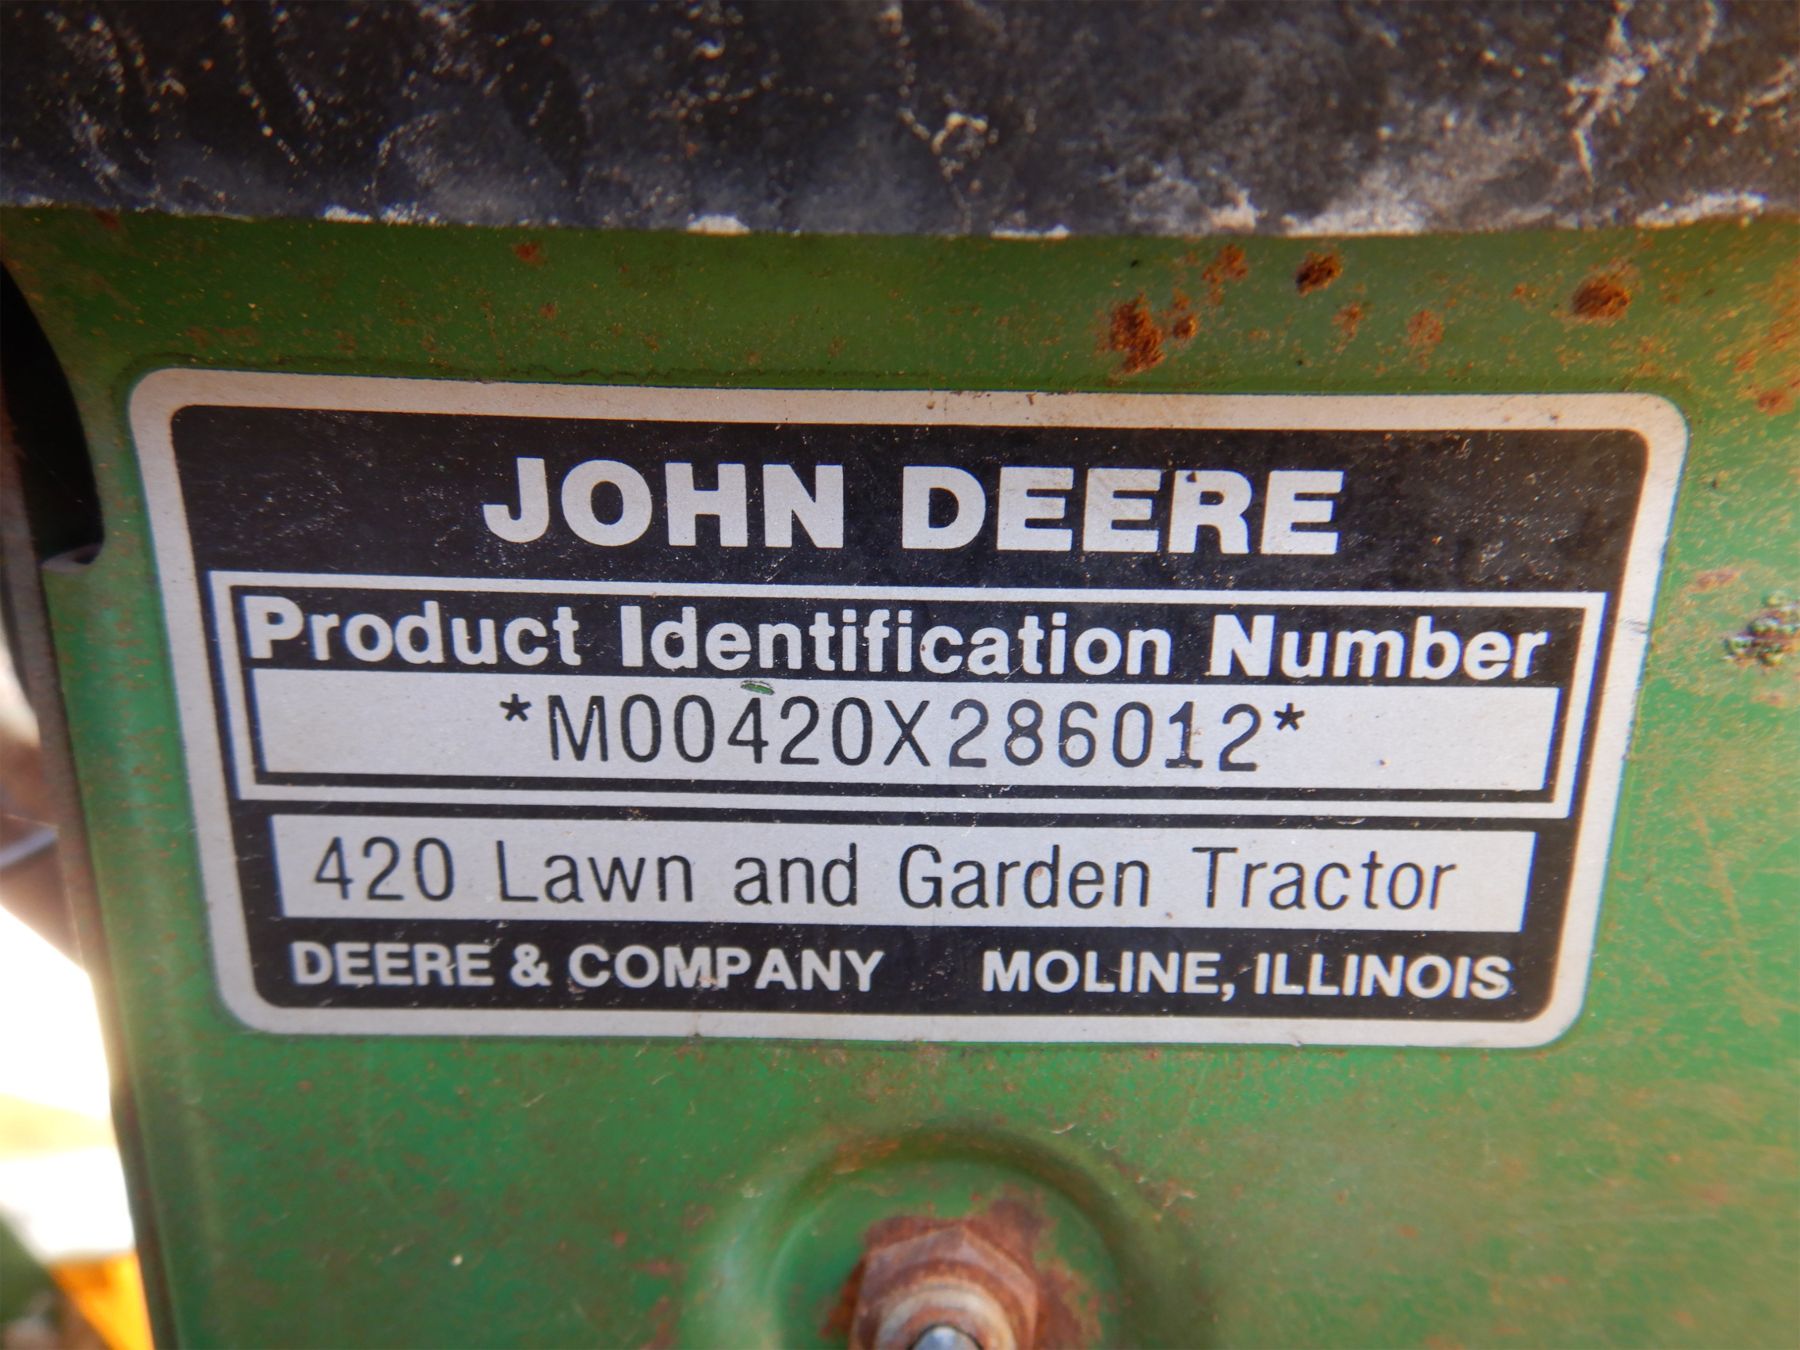 JOHN DEERE
Product Identification Number
*M00420X286012*
420 Lawn and Garden Tractor
DEERE & COMPANY MOLINE, ILLINOIS